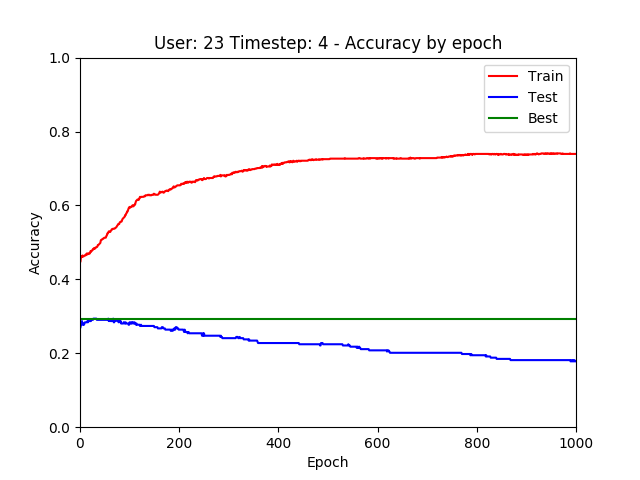 User: 23 Timestep: 4 - Accuracy by epoch
1.0
0.8
0.6
0.4
0.2
0.0
Accuracy
Train
Test
Best
0 200 400 600 800 1000
Epoch